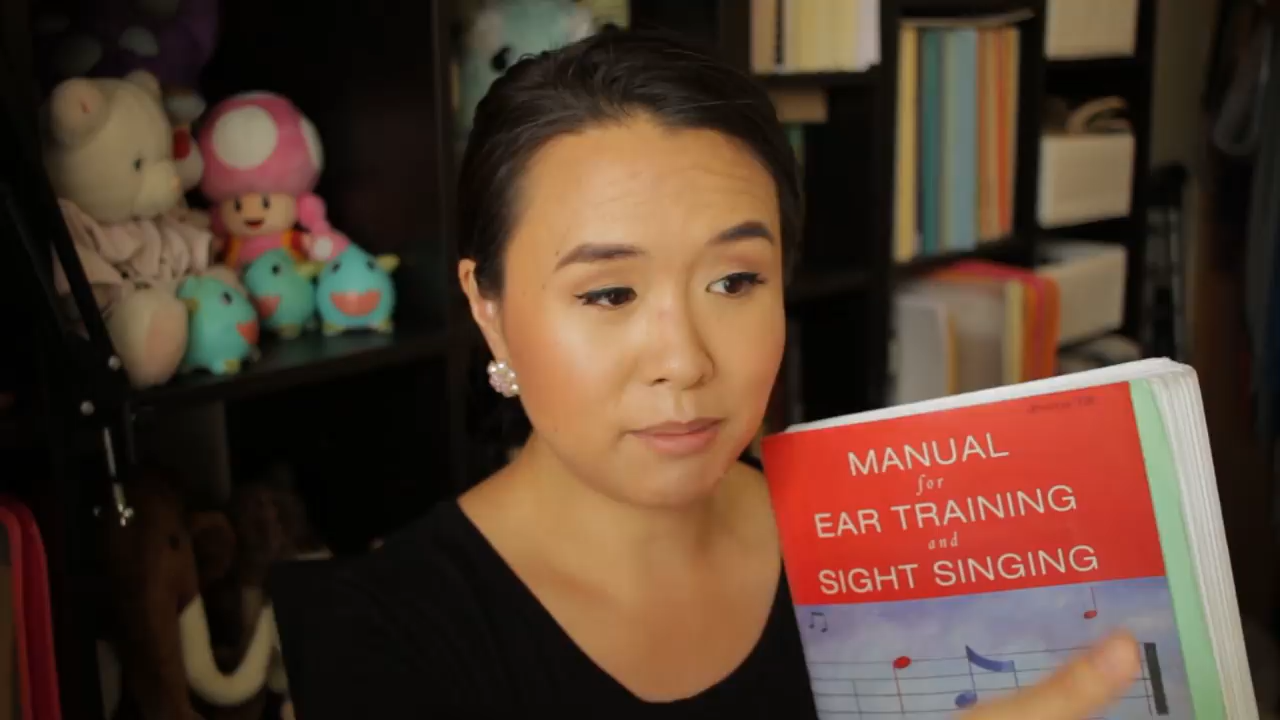 MANUAL
for
EAR TRAINING
and
SIGHT SINGING